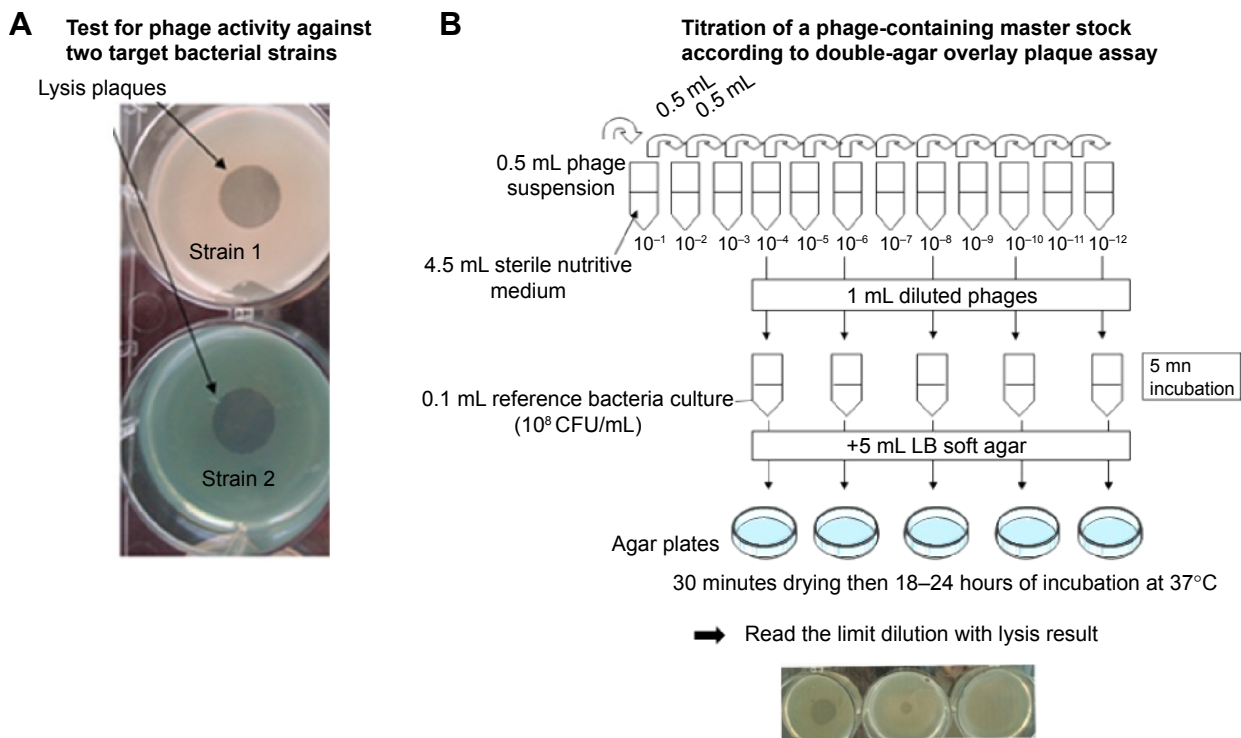 A
Test for phage activity against
two target bacterial strains
Lysis plaques
Strain 1
Strain 2
B
Titration of a phage-containing master stock
according to double-agar overlay plaque assay
0.5 mL
0.5 mL
0.5 mL phage
suspension
10⁻¹ 10⁻² 10⁻³ 10⁻⁴ 10⁻⁵ 10⁻⁶ 10⁻⁷ 10⁻⁸ 10⁻⁹ 10⁻¹⁰ 10⁻¹¹ 10⁻¹²
4.5 mL sterile nutritive
medium
1 mL diluted phages
5 mn
incubation
0.1 mL reference bacteria culture
(10⁸ CFU/mL)
+5 mL LB soft agar
Agar plates
30 minutes drying then 18–24 hours of incubation at 37°C
Read the limit dilution with lysis result